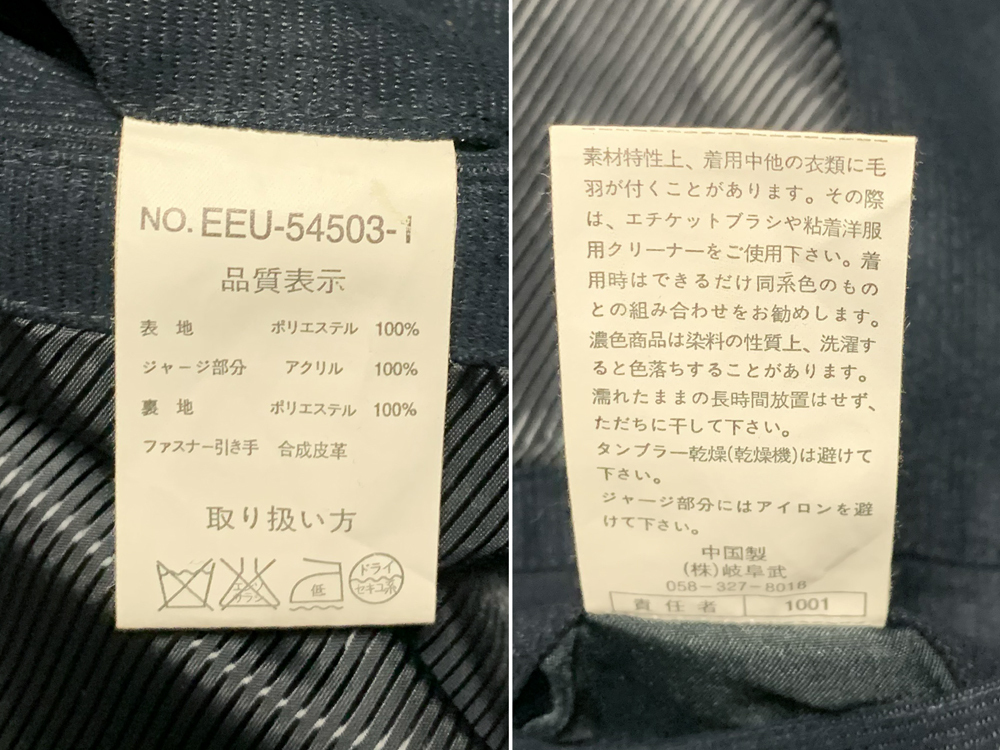 NO. EEU-54503-1
品質表示
表 地 ポリエステル 100%
ジャージ部分 アクリル 100%
裏 地 ポリエステル 100%
ファスナー引き手 合成皮革
取り扱い方
エンソ
サラシ
低
ドライ
セキユ系
素材特性上、着用中他の衣類に毛
羽が付くことがあります。その際
は、エチケットブラシや粘着洋服
用クリーナーをご使用下さい。着
用時はできるだけ同系色のもの
との組み合わせをお勧めします。
濃色商品は染料の性質上、洗濯す
ると色落ちすることがあります。
濡れたままの長時間放置はせず、
ただちに干して下さい。
タンブラー乾燥(乾燥機)は避けて
下さい。
ジャージ部分にはアイロンを避
けて下さい。
中国製
(株)岐阜武
058-327-8018
責任者 1001